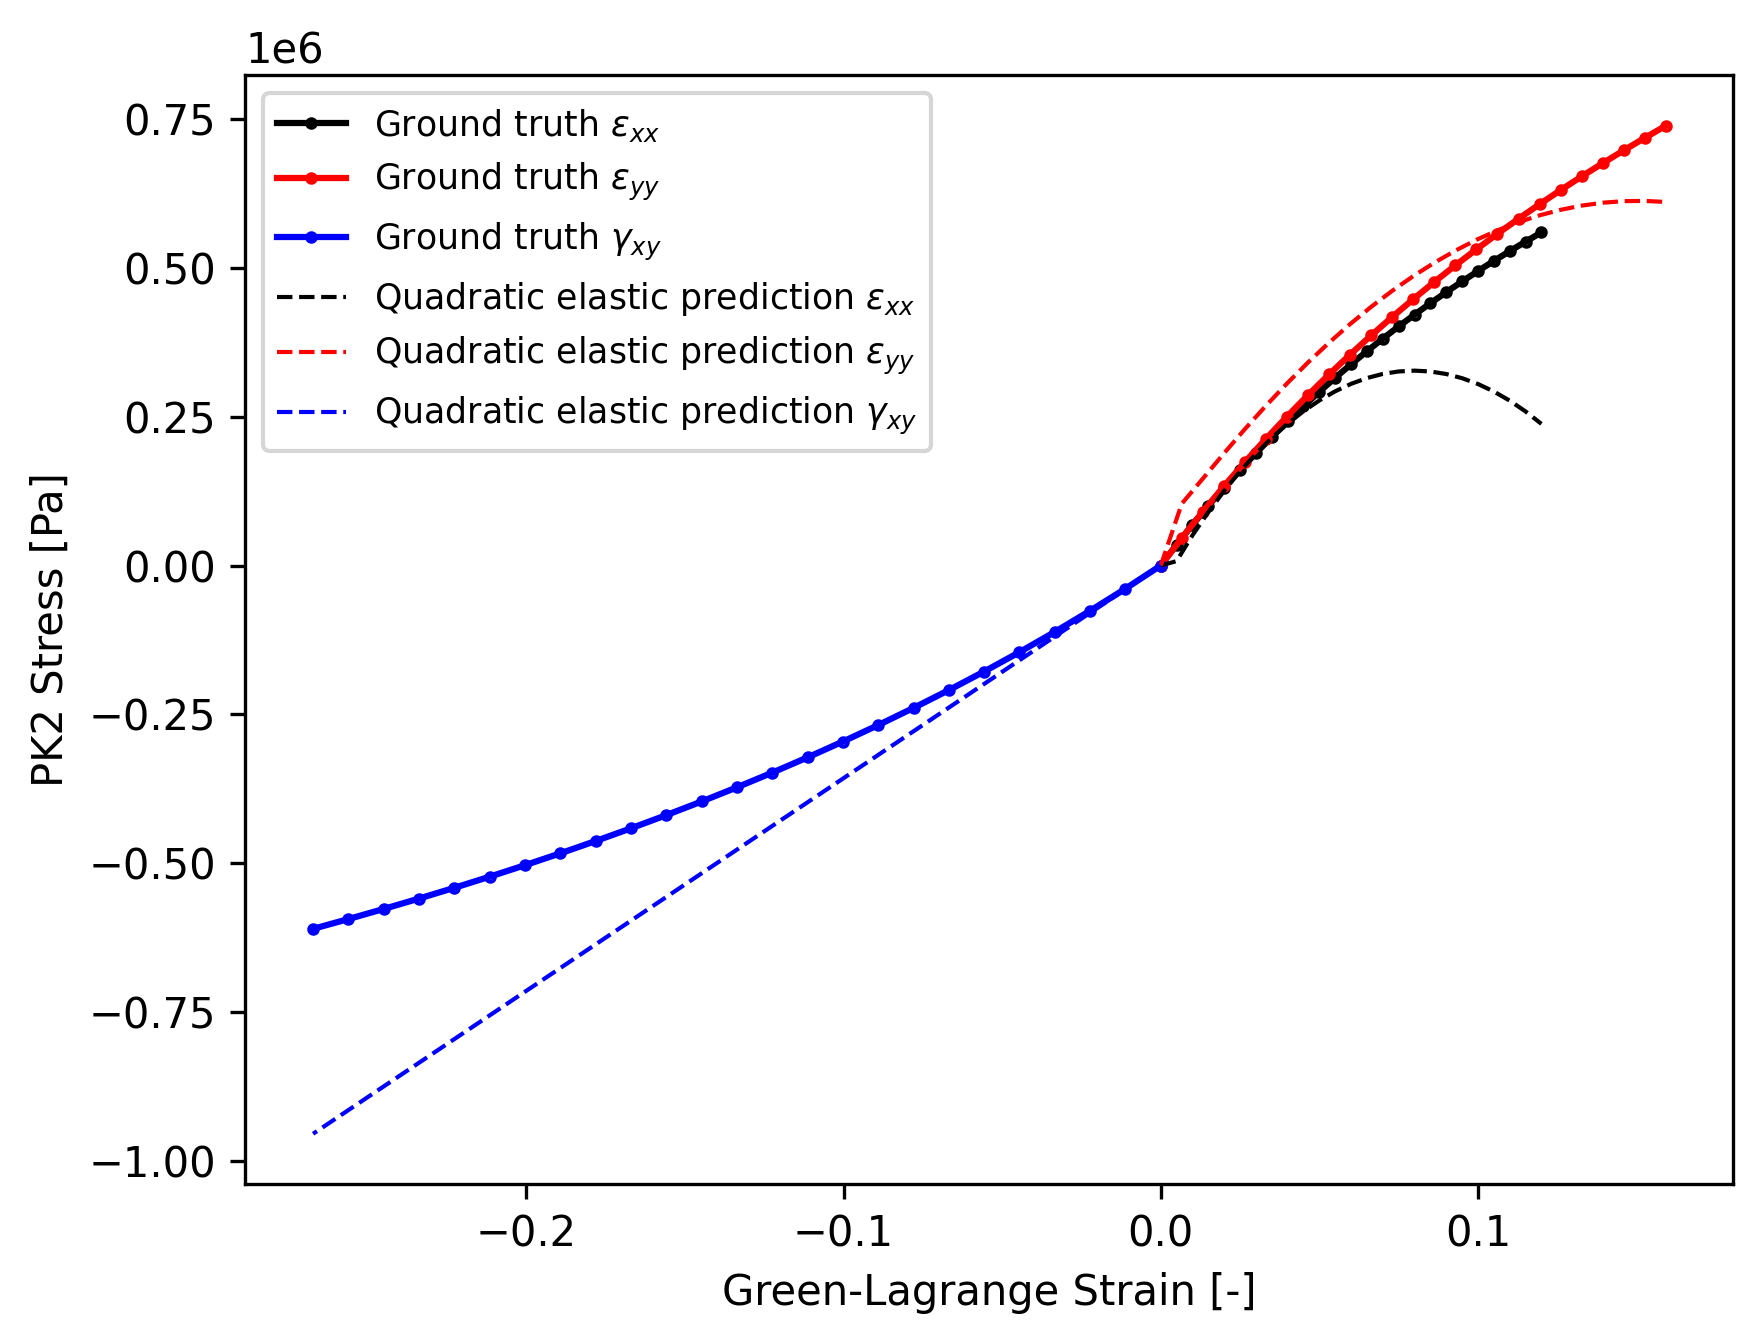 1e6
0.75
0.50
0.25
0.00
−0.25
−0.50
−0.75
−1.00
PK2 Stress [Pa]
Ground truth εxx
Ground truth εyy
Ground truth γxy
Quadratic elastic prediction εxx
Quadratic elastic prediction εyy
Quadratic elastic prediction γxy
−0.2
−0.1
0.0
0.1
Green-Lagrange Strain [-]